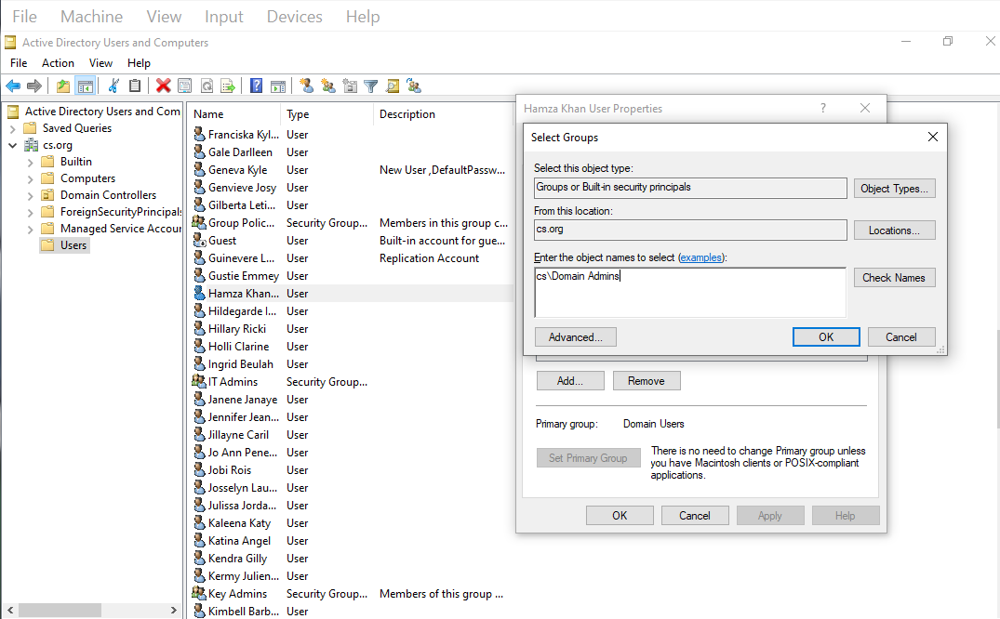 File Machine View Input Devices Help
Active Directory Users and Computers
File Action View Help
Active Directory Users and Com
Saved Queries
cs.org
Builtin
Computers
Domain Controllers
ForeignSecurityPrincipals
Managed Service Accour
Users
Name Type Description
Franciska Kyl... User
Gale Darlleen User
Geneva Kyle User New User ,DefaultPassw...
Genvieve Josy User
Gilberta Leti... User
Group Polic... Security Group... Members in this group c...
Guest User Built-in account for gue...
Guinevere L... User Replication Account
Gustie Emmey User
Hamza Khan... User
Hildegarde I... User
Hillary Ricki User
Holli Clarine User
Ingrid Beulah User
IT Admins Security Group...
Janene Janaye User
Jennifer Jean... User
Jillayne Caril User
Jo Ann Pene... User
Jobi Rois User
Josselyn Lau... User
Julissa Jorda... User
Kaleena Katy User
Katina Angel User
Kendra Gilly User
Kermy Julien... User
Key Admins Security Group... Members of this group ...
Kimbell Barb... User
Hamza Khan User Properties ?
Select Groups
Select this object type:
Groups or Built-in security principals
Object Types...
From this location:
cs.org
Locations...
Enter the object names to select (examples):
cs\Domain Admins
Check Names
Advanced...
OK
Cancel
Add...
Remove
Primary group: Domain Users
Set Primary Group
There is no need to change Primary group unless
you have Macintosh clients or POSIX-compliant
applications.
OK
Cancel
Apply
Help